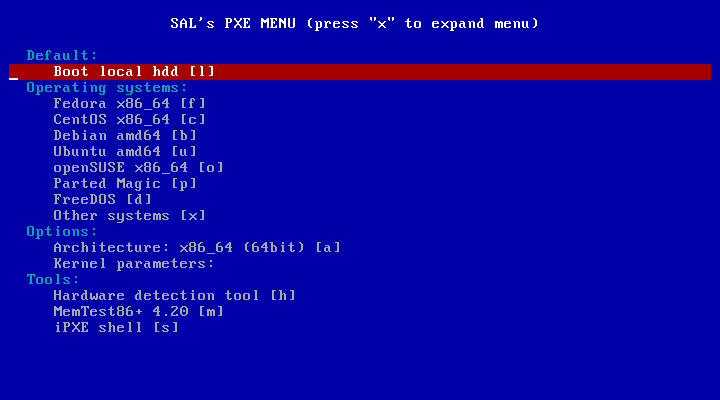 SAL's PXE MENU (press "x" to expand menu)
Default:
Boot local hdd [l]
Operating systems:
Fedora x86_64 [f]
CentOS x86_64 [c]
Debian amd64 [b]
Ubuntu amd64 [u]
openSUSE x86_64 [o]
Parted Magic [p]
FreeDOS [d]
Other systems [x]
Options:
Architecture: x86_64 (64bit) [a]
Kernel parameters:
Tools:
Hardware detection tool [h]
MemTest86+ 4.20 [m]
iPXE shell [s]